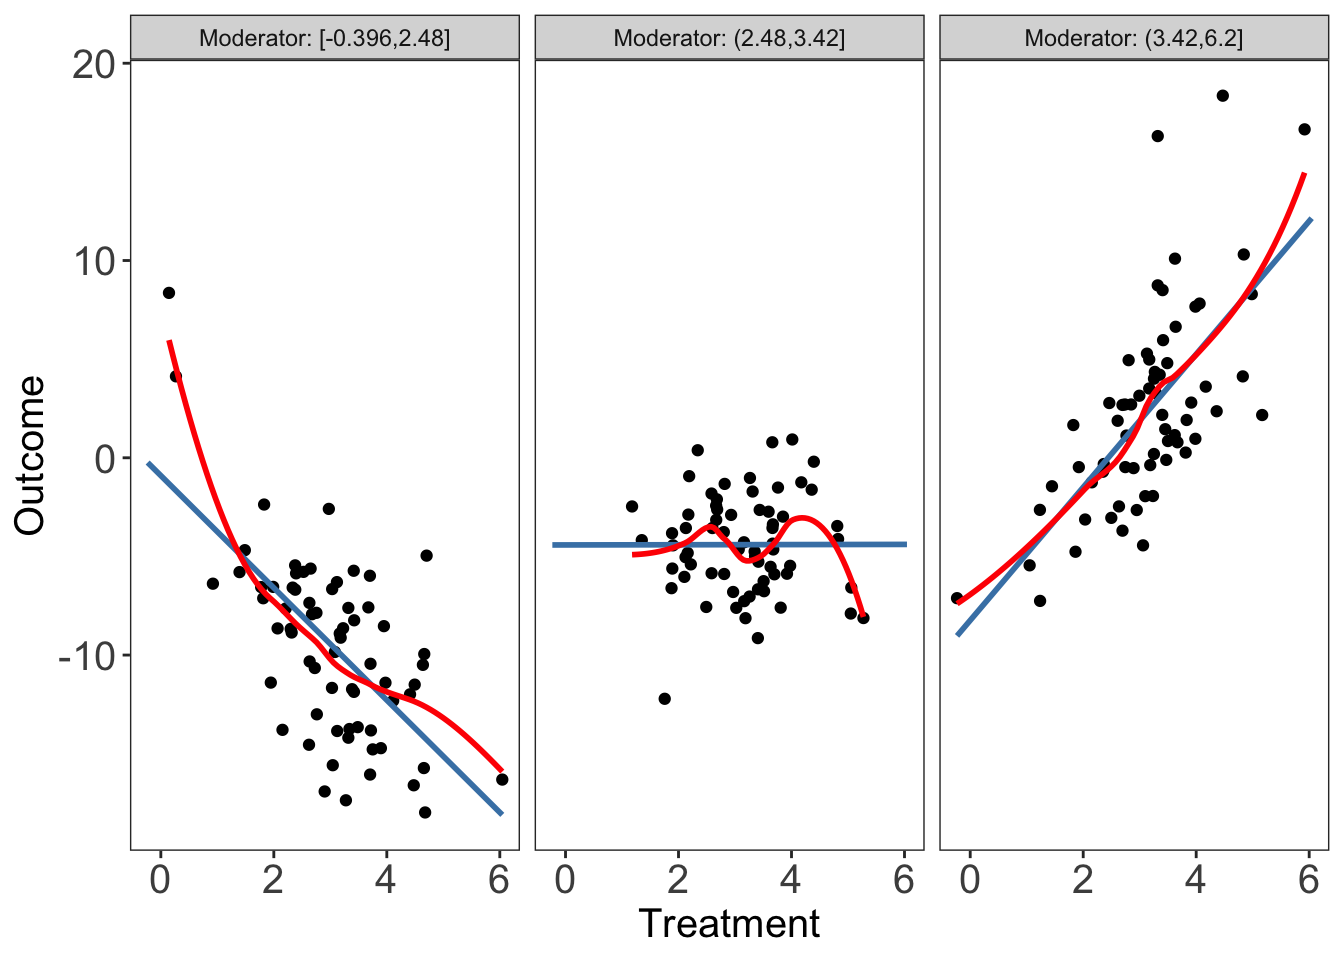 Moderator: [-0.396,2.48]
Moderator: (2.48,3.42]
Moderator: (3.42,6.2]
20
10
0
-10
Outcome
0 2 4 6
0 2 4 6
0 2 4 6
Treatment